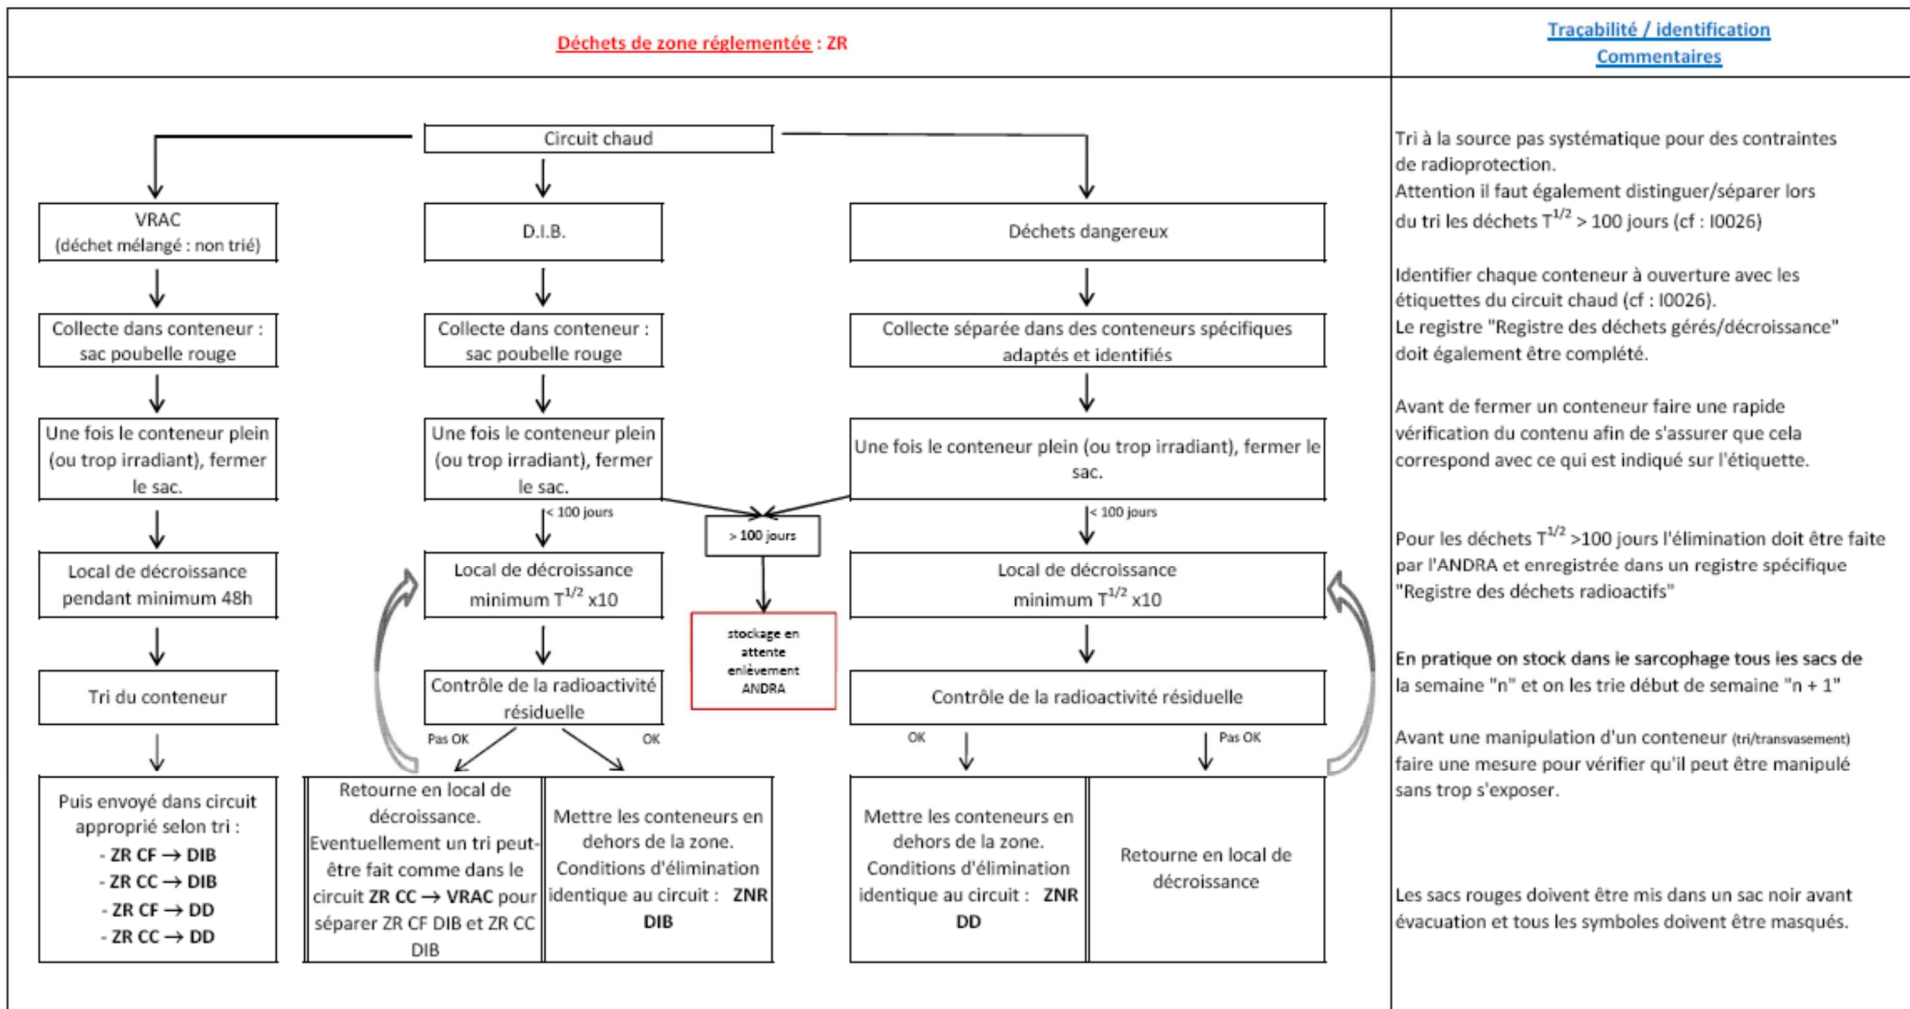 Déchets de zone réglementée : ZR
Traçabilité / identification
Commentaires
Circuit chaud
VRAC
(déchet mélangé : non trié)
D.I.B.
Déchets dangereux
Collecte dans conteneur :
sac poubelle rouge
Collecte dans conteneur :
sac poubelle rouge
Collecte séparée dans des conteneurs spécifiques
adaptés et identifiés
Une fois le conteneur plein
(ou trop irradiant), fermer
le sac.
Une fois le conteneur plein
(ou trop irradiant), fermer
le sac.
Une fois le conteneur plein (ou trop irradiant), fermer le
sac.
< 100 jours
> 100 jours
< 100 jours
Local de décroissance
pendant minimum 48h
Local de décroissance
minimum T1/2 x10
stockage en
attente
enlèvement
ANDRA
Local de décroissance
minimum T1/2 x10
Tri du conteneur
Contrôle de la radioactivité
résiduelle
Contrôle de la radioactivité résiduelle
Pas OK
OK
OK
Pas OK
Puis envoyé dans circuit
approprié selon tri :
- ZR CF → DIB
- ZR CC → DIB
- ZR CF → DD
- ZR CC → DD
Retourne en local de
décroissance.
Eventuellement un tri peut-
être fait comme dans le
circuit ZR CC → VRAC pour
séparer ZR CF DIB et ZR CC
DIB
Mettre les conteneurs en
dehors de la zone.
Conditions d'élimination
identique au circuit : ZNR
DIB
Mettre les conteneurs en
dehors de la zone.
Conditions d'élimination
identique au circuit : ZNR
DD
Retourne en local de
décroissance
Tri à la source pas systématique pour des contraintes
de radioprotection.
Attention il faut également distinguer/séparer lors
du tri les déchets T1/2 > 100 jours (cf : I0026)
Identifier chaque conteneur à ouverture avec les
étiquettes du circuit chaud (cf : I0026).
Le registre "Registre des déchets gérés/décroissance"
doit également être complété.
Avant de fermer un conteneur faire une rapide
vérification du contenu afin de s'assurer que cela
correspond avec ce qui est indiqué sur l'étiquette.
Pour les déchets T1/2 >100 jours l'élimination doit être faite
par l'ANDRA et enregistrée dans un registre spécifique
"Registre des déchets radioactifs"
En pratique on stock dans le sarcophage tous les sacs de
la semaine "n" et on les trie début de semaine "n + 1"
Avant une manipulation d'un conteneur (tri/transvasement)
faire une mesure pour vérifier qu'il peut être manipulé
sans trop s'exposer.
Les sacs rouges doivent être mis dans un sac noir avant
évacuation et tous les symboles doivent être masqués.